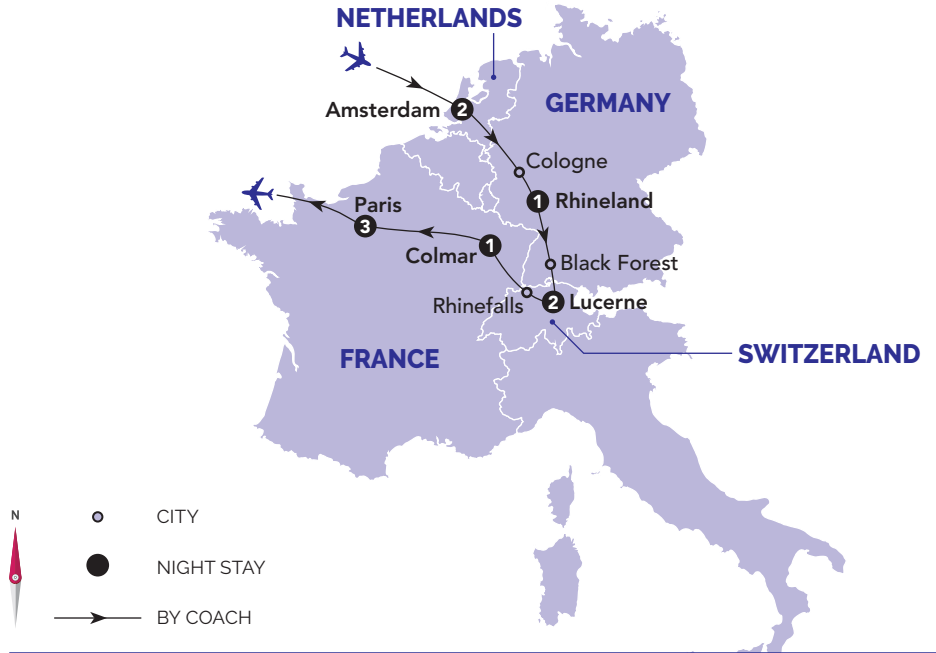 NETHERLANDS
GERMANY
Amsterdam 2
Cologne
1 Rhineland
Paris
3
1
Colmar
Black Forest
Rhinefalls
2 Lucerne
FRANCE
SWITZERLAND
N
CITY
NIGHT STAY
BY COACH